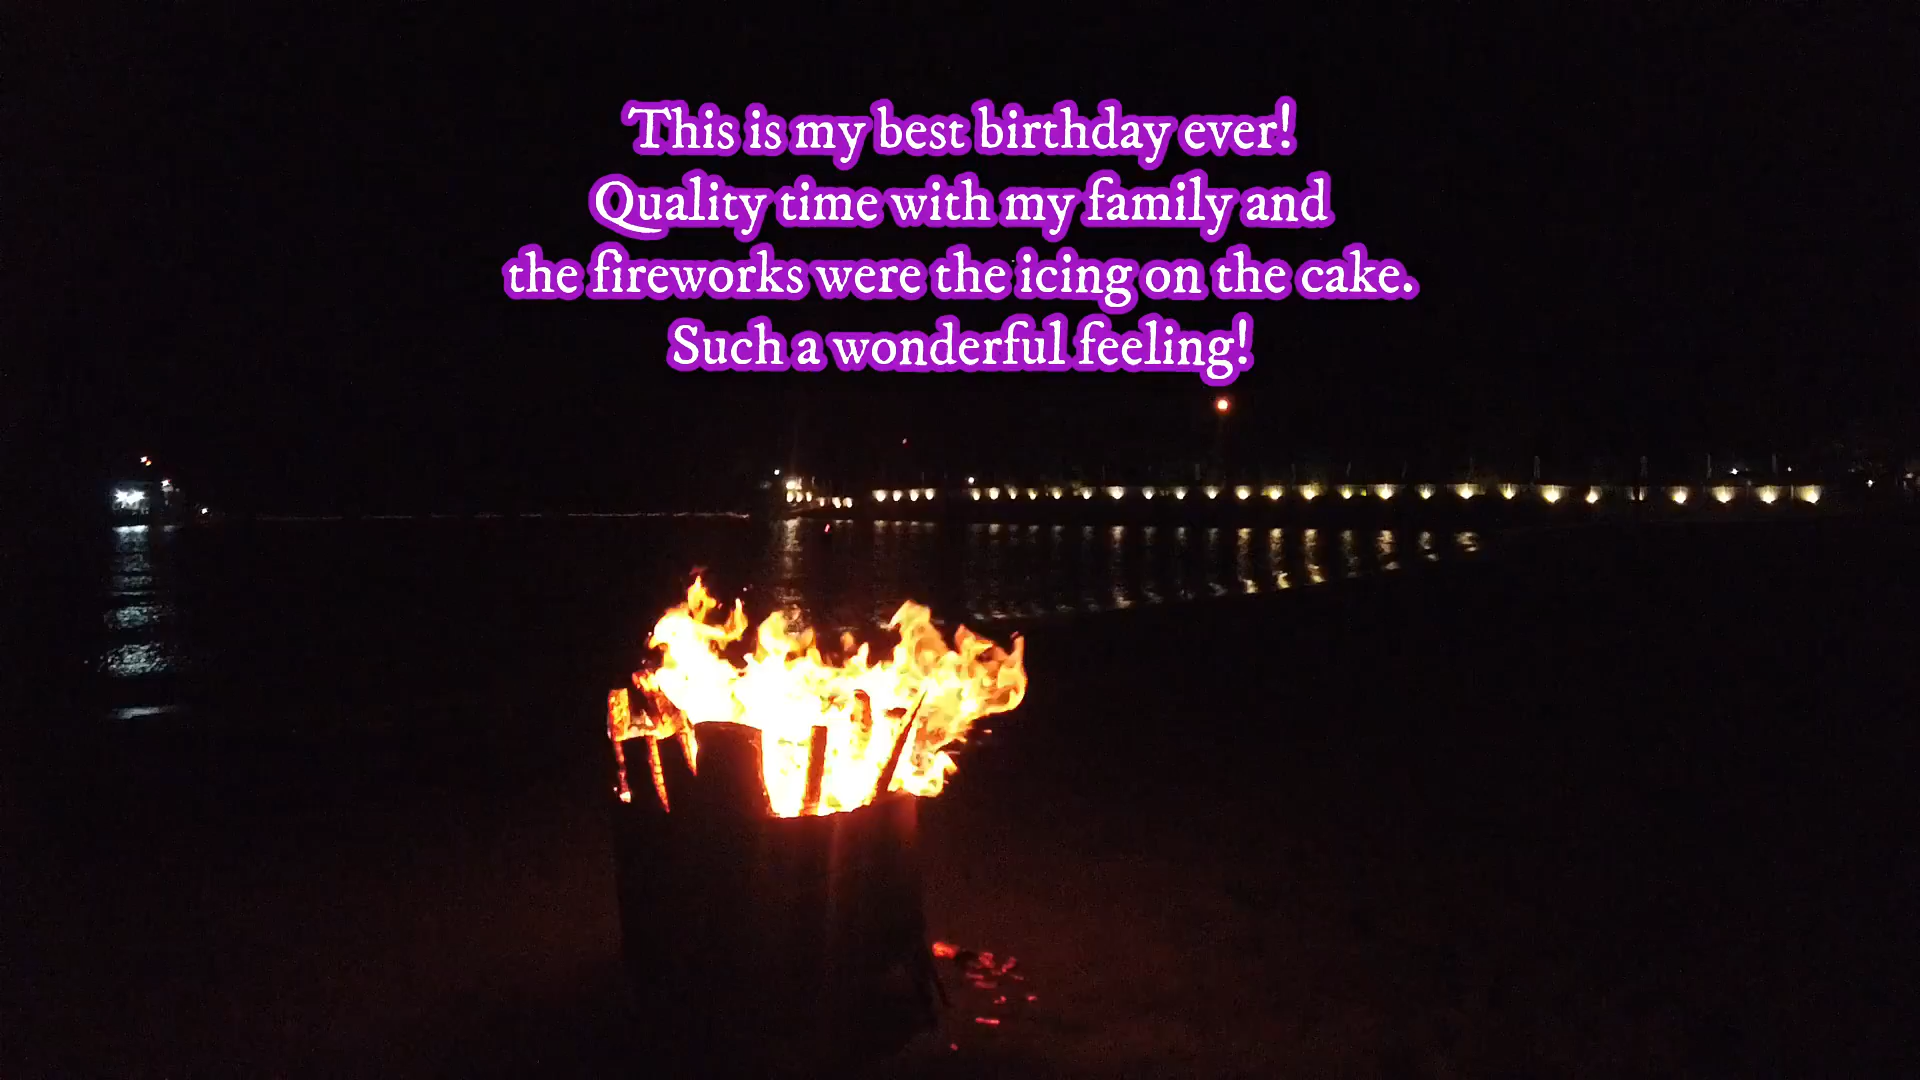 This is my best birthday ever!
Quality time with my family and
the fireworks were the icing on the cake.
Such a wonderful feeling!